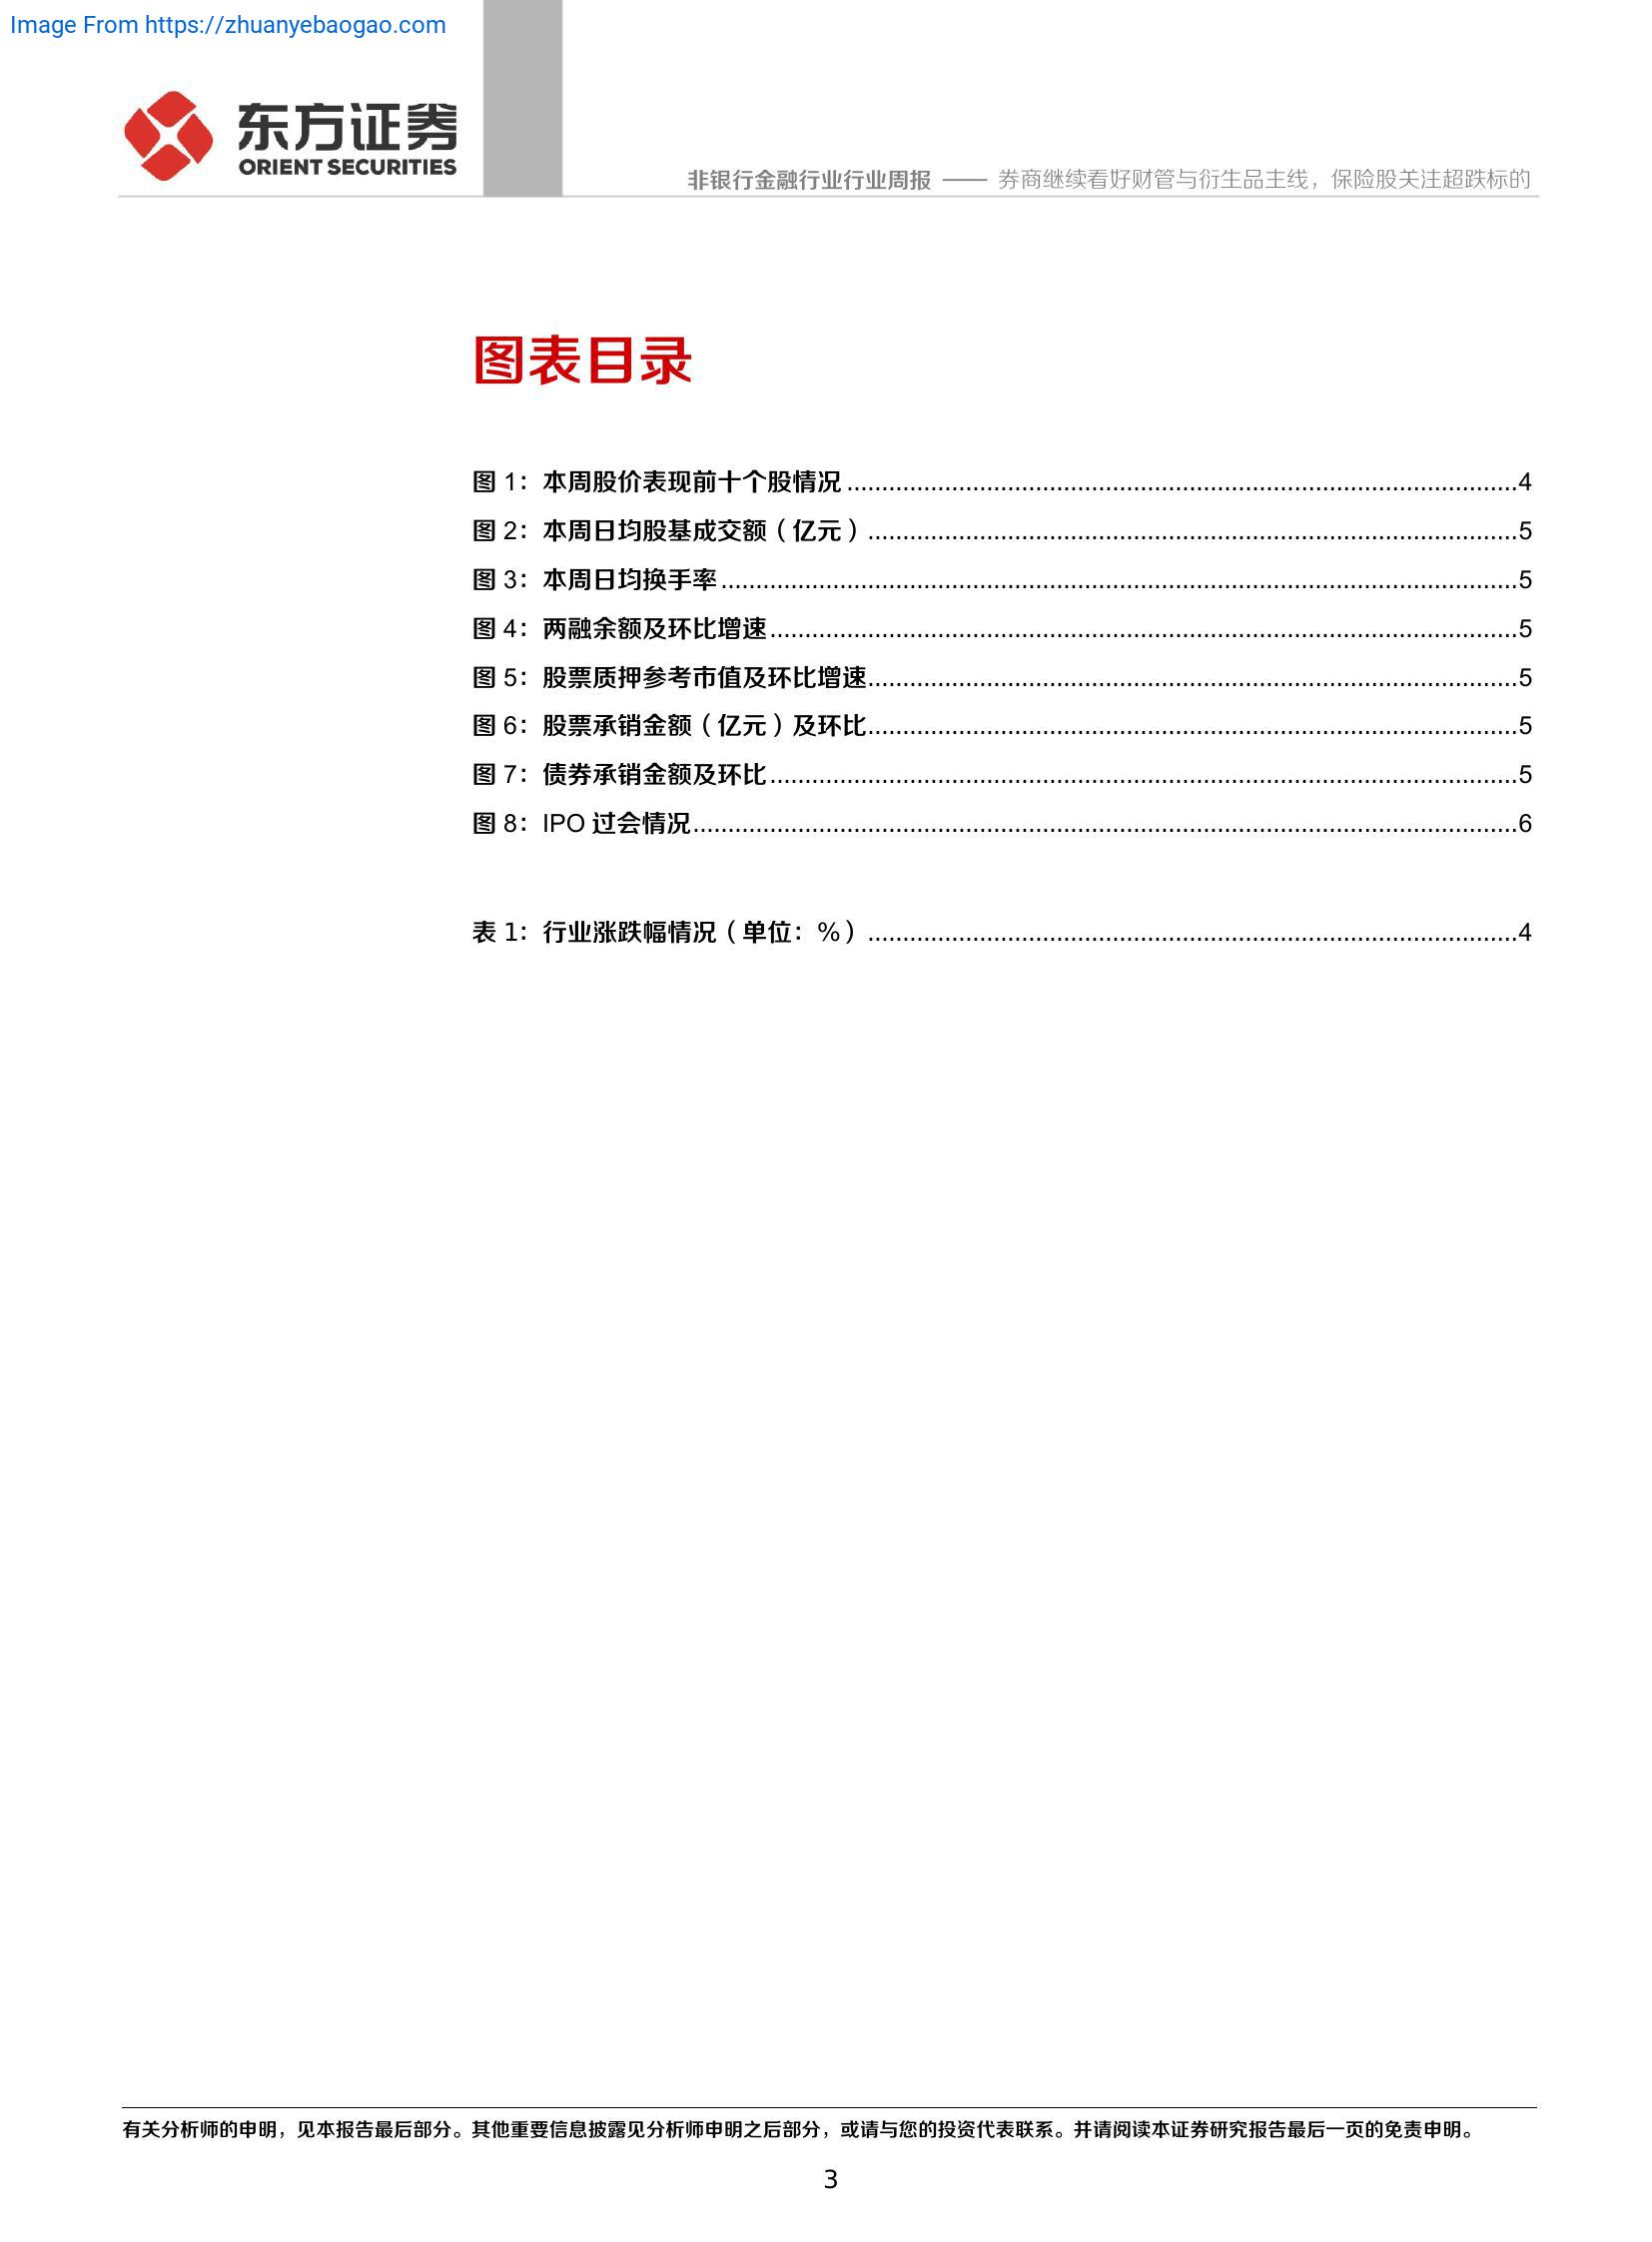 Image From https://zhuanyebaogao.com
东方证券
ORIENT SECURITIES
非银行金融行业行业周报 —— 券商继续看好财管与衍生品主线，保险股关注超跌标的
图表目录
图 1：本周股价表现前十个股情况 ................................................................................................4
图 2：本周日均股基成交额（亿元） .............................................................................................5
图 3：本周日均换手率 ..................................................................................................................5
图 4：两融余额及环比增速 ...........................................................................................................5
图 5：股票质押参考市值及环比增速.............................................................................................5
图 6：股票承销金额（亿元）及环比.............................................................................................5
图 7：债券承销金额及环比 ...........................................................................................................5
图 8：IPO 过会情况......................................................................................................................6
表 1：行业涨跌幅情况（单位：%） .............................................................................................4
有关分析师的申明，见本报告最后部分。其他重要信息披露见分析师申明之后部分，或请与您的投资代表联系。并请阅读本证券研究报告最后一页的免责申明。
3